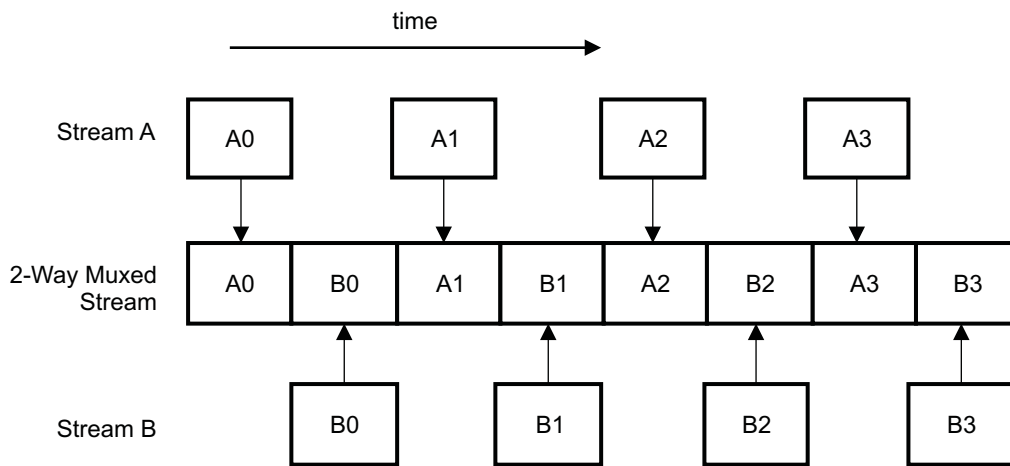 time
Stream A A0 A1 A2 A3
2-Way Muxed
Stream
A0 B0 A1 B1 A2 B2 A3 B3
Stream B B0 B1 B2 B3